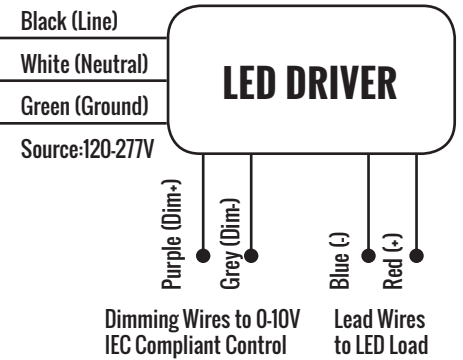 Black (Line)
White (Neutral)
Green (Ground)
Source:120-277V
LED DRIVER
Purple (Dim+)
Grey (Dim-)
Blue (-)
Red (+)
Dimming Wires to 0-10V
IEC Compliant Control
Lead Wires
to LED Load